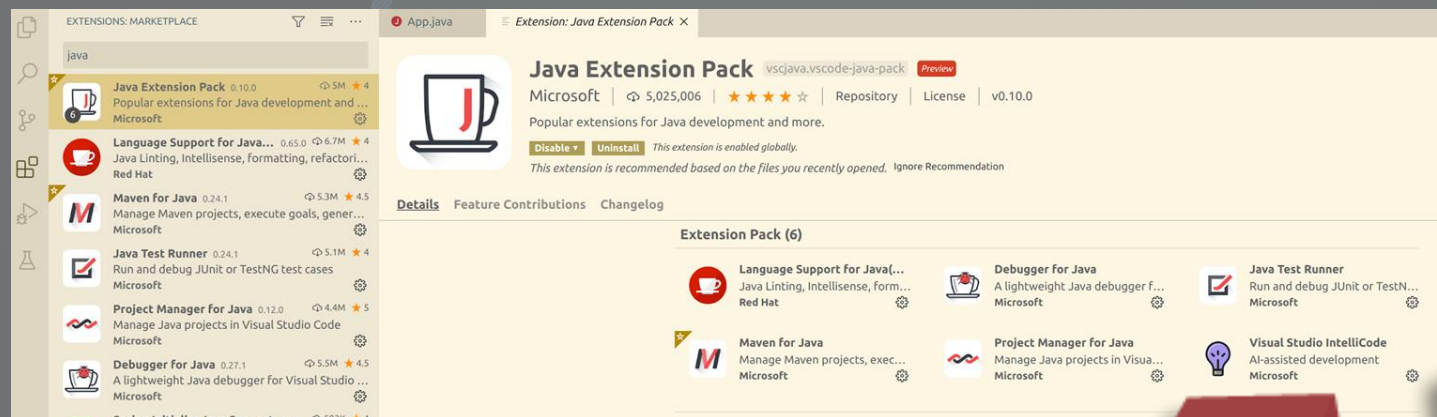 EXTENSIONS: MARKETPLACE
java
Java Extension Pack 0.10.0 5M 4
Popular extensions for Java development and ...
Microsoft
6
Language Support for Java... 0.65.0 6.7M 4
Java Linting, Intellisense, formatting, refactori...
Red Hat
Maven for Java 0.24.1 5.3M 4.5
Manage Maven projects, execute goals, gener...
Microsoft
Java Test Runner 0.24.1 5.1M 4
Run and debug JUnit or TestNG test cases
Microsoft
Project Manager for Java 0.12.0 4.4M 5
Manage Java projects in Visual Studio Code
Microsoft
Debugger for Java 0.27.1 5.5M 4.5
A lightweight Java debugger for Visual Studio ...
Microsoft
App.java
Extension: Java Extension Pack
Java Extension Pack vscjava.vscode-java-pack Preview
Microsoft 5,025,006 Repository License v0.10.0
Popular extensions for Java development and more.
Disable Uninstall This extension is enabled globally.
This extension is recommended based on the files you recently opened. Ignore Recommendation
Details Feature Contributions Changelog
Extension Pack (6)
Language Support for Java(...
Java Linting, Intellisense, form...
Red Hat
Debugger for Java
A lightweight Java debugger f...
Microsoft
Java Test Runner
Run and debug JUnit or TestN...
Microsoft
Maven for Java
Manage Maven projects, exec...
Microsoft
Project Manager for Java
Manage Java projects in Visua...
Microsoft
Visual Studio IntelliCode
AI-assisted development
Microsoft